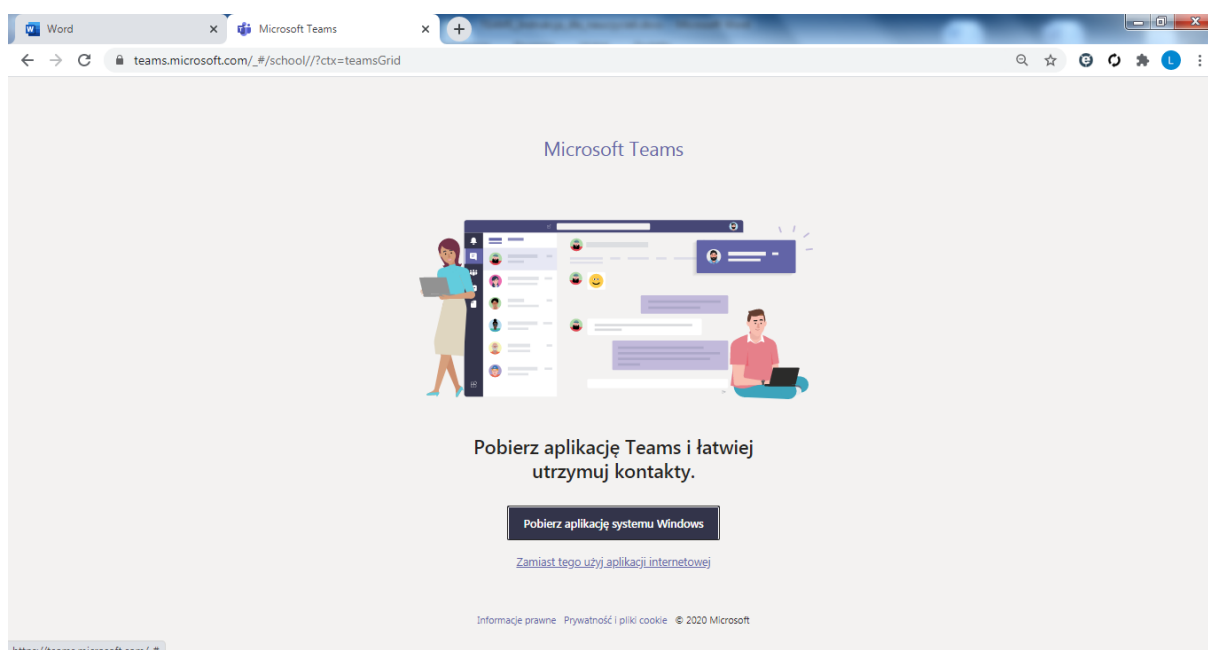 Word
Microsoft Teams
teams.microsoft.com/_#/school//?ctx=teamsGrid
L
Microsoft Teams
Pobierz aplikację Teams i łatwiej
utrzymuj kontakty.
Pobierz aplikację systemu Windows
Zamiast tego użyj aplikacji internetowej
Informacje prawne Prywatność i pliki cookie © 2020 Microsoft